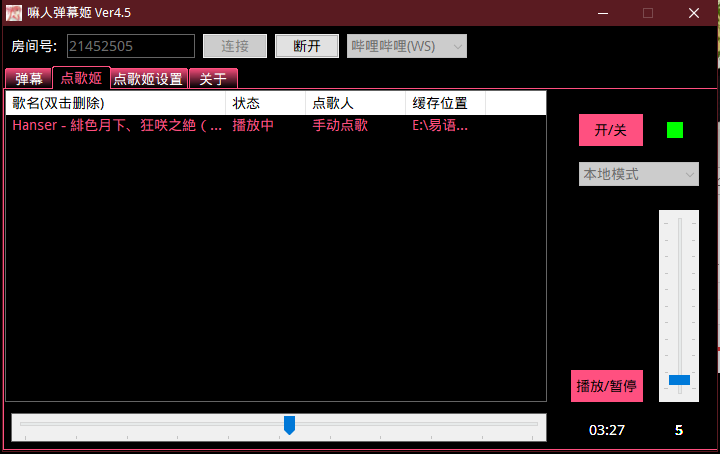 嘛人弹幕姬 Ver4.5
房间号: 21452505 连接 断开 哔哩哔哩(WS)
弹幕 点歌姬 点歌姬设置 关于
歌名(双击删除) 状态 点歌人 缓存位置
Hanser - 緋色月下、狂咲之絶（... 播放中 手动点歌 E:\易语...
开/关
本地模式
播放/暂停
03:27 5